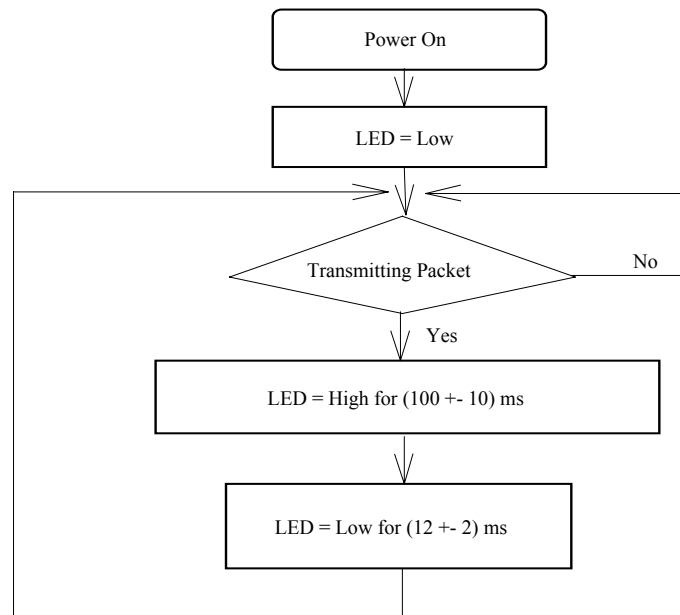 Power On
LED = Low
Transmitting Packet
No
Yes
LED = High for (100 +- 10) ms
LED = Low for (12 +- 2) ms